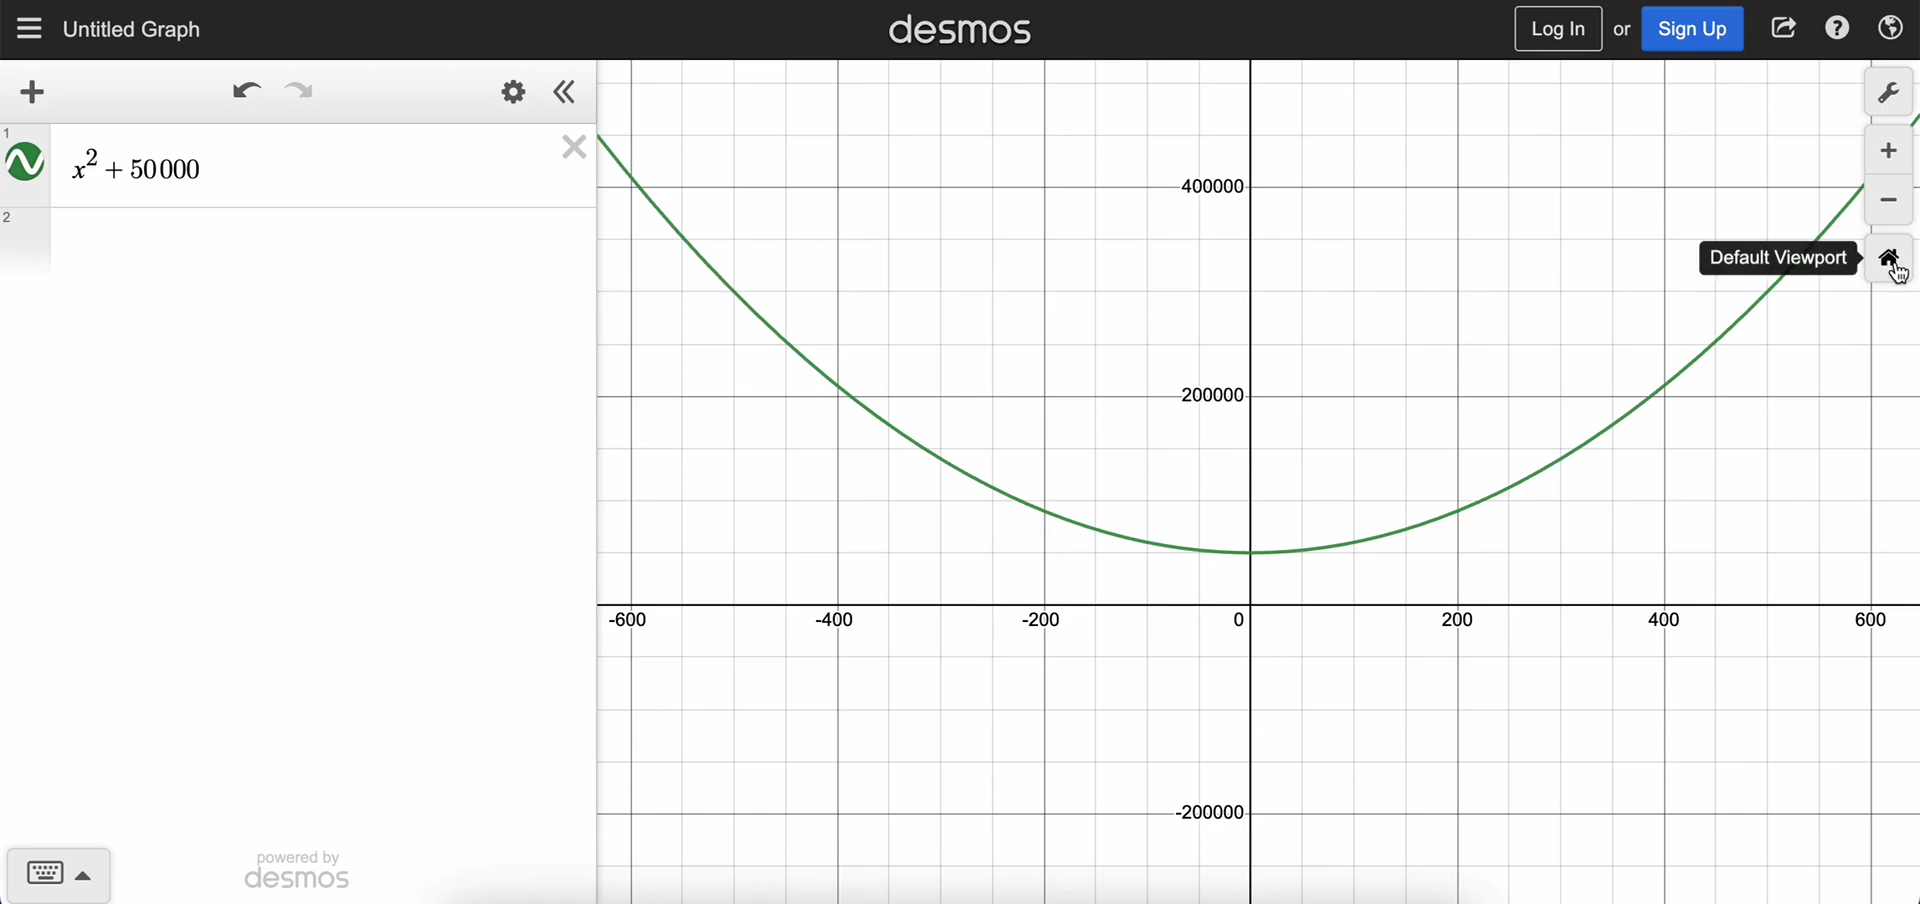 Untitled Graph
desmos
Log In or Sign Up
1
x² + 50000
2
400000
200000
Default Viewport
-600 -400 -200 0 200 400 600
-200000
powered by
desmos